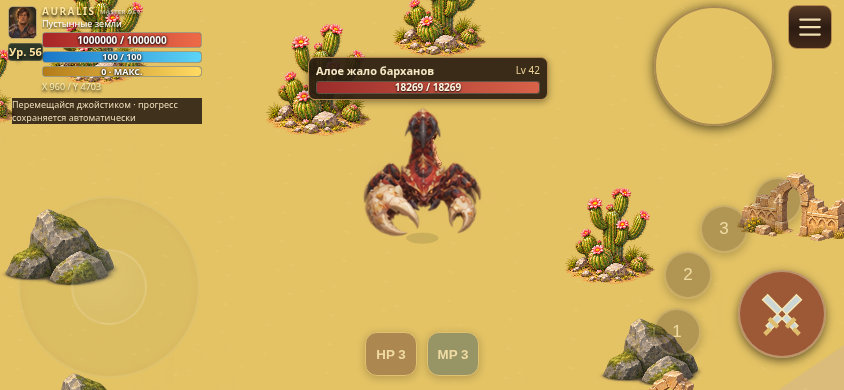 AURALIS
Пустынные земли
Ур. 56
1000000 / 1000000
100 / 100
0 · МАКС.
X 960 / Y 4703
Перемещайся джойстиком · прогресс
сохраняется автоматически
Алое жало барханов
Lv 42
18269 / 18269
3
2
1
HP 3
MP 3